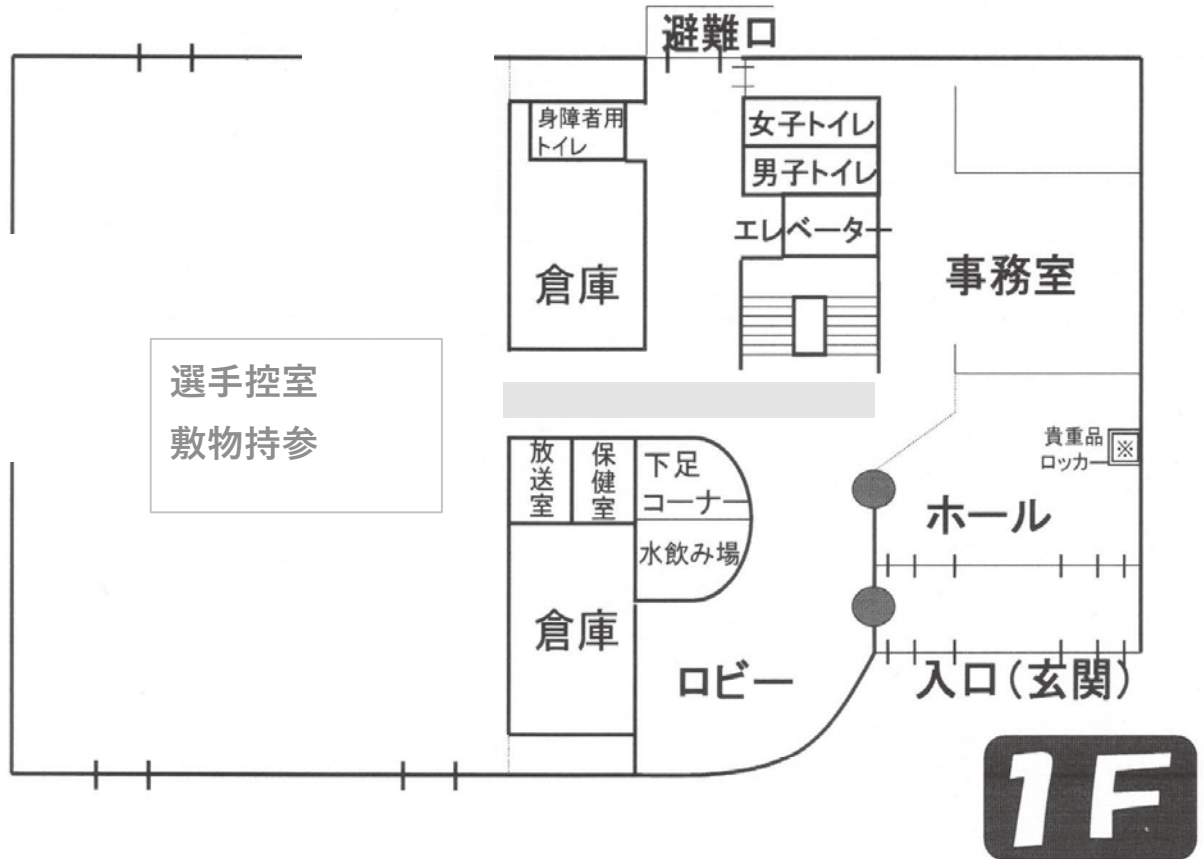 避難口
身障者用
トイレ
女子トイレ
男子トイレ
エレベーター
倉庫
事務室
選手控室
敷物持参
放送室
保健室
下足
コーナー
水飲み場
貴重品
ロッカー
※
ホール
倉庫
ロビー
入口(玄関)
1F